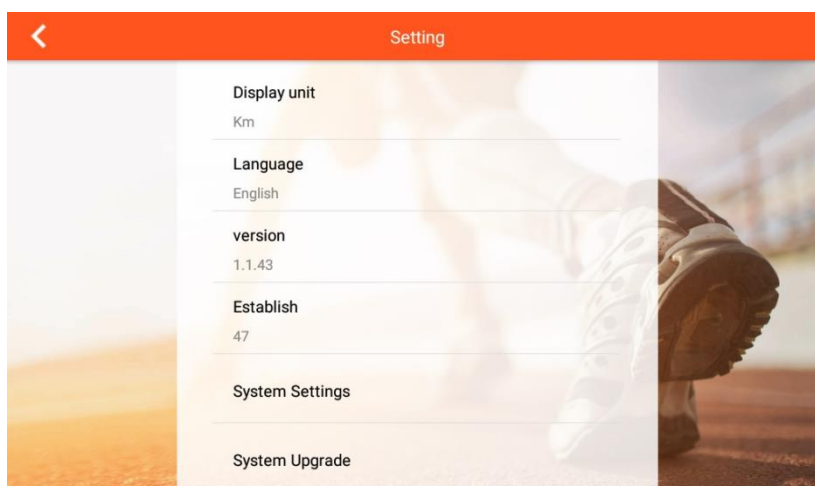 Setting
Display unit
Km
Language
English
version
1.1.43
Establish
47
System Settings
System Upgrade